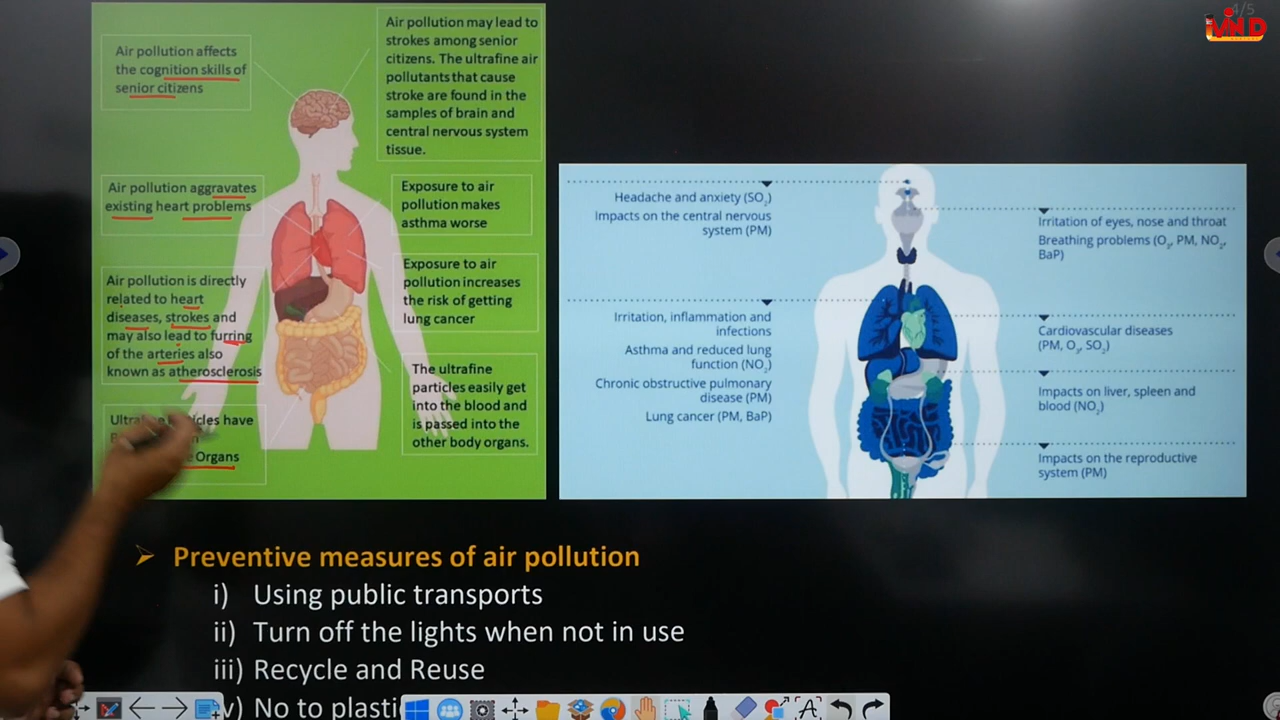 4/5
MIND
Air pollution affects
the cognition skills of
senior citizens
Air pollution may lead to
strokes among senior
citizens. The ultrafine air
pollutants that cause
stroke are found in the
samples of brain and
central nervous system
tissue.
Air pollution aggravates
existing heart problems
Exposure to air
pollution makes
asthma worse
Air pollution is directly
related to heart
diseases, strokes and
may also lead to furring
of the arteries also
known as atherosclerosis
Exposure to air
pollution increases
the risk of getting
lung cancer
have
Organs
The ultrafine
particles easily get
into the blood and
is passed into the
other body organs.
Headache and anxiety (SO₂)
Impacts on the central nervous
system (PM)
Irritation, inflammation and
infections
Asthma and reduced lung
function (NO₂)
Chronic obstructive pulmonary
disease (PM)
Lung cancer (PM, BaP)
Irritation of eyes, nose and throat
Breathing problems (O₃, PM, NO₂,
BaP)
Cardiovascular diseases
(PM, O₃, SO₂)
Impacts on liver, spleen and
blood (NO₂)
Impacts on the reproductive
system (PM)
➢ Preventive measures of air pollution
i) Using public transports
ii) Turn off the lights when not in use
iii) Recycle and Reuse
v) No to plasti